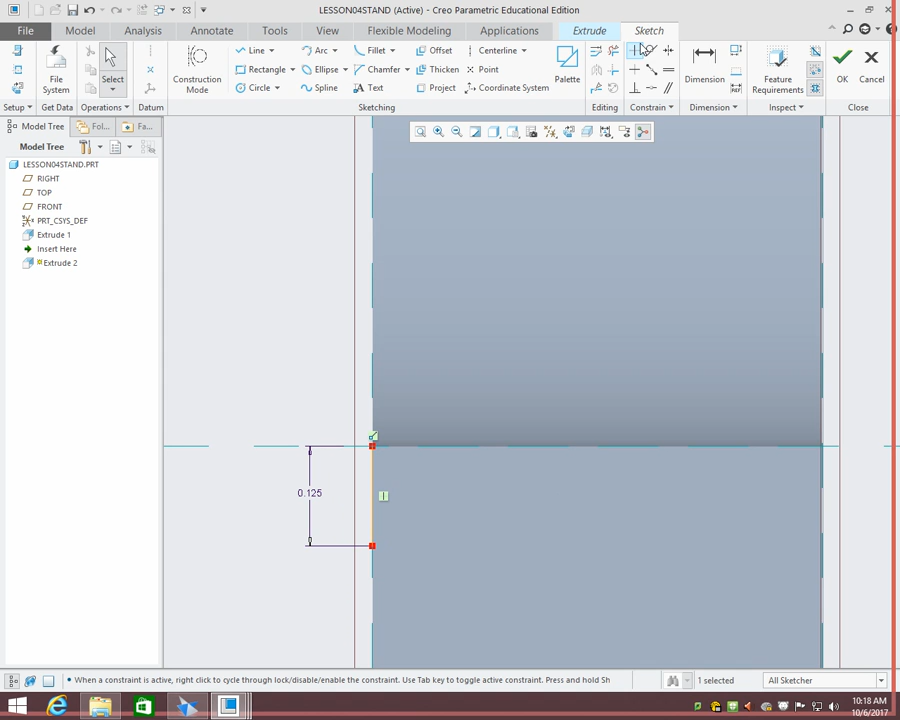 LESSON04STAND (Active) - Creo Parametric Educational Edition
File Model Analysis Annotate Tools View Flexible Modeling Applications Extrude Sketch
File System
Select
Construction Mode
Line Arc Fillet Offset Centerline
Rectangle Ellipse Chamfer Thicken Point
Circle Spline Text Project Coordinate System
Palette
Dimension
Feature Requirements
OK Cancel
Setup Get Data Operations Datum Sketching Editing Constrain Dimension Inspect Close
Model Tree Fol... Fa...
Model Tree
LESSON04STAND.PRT
RIGHT
TOP
FRONT
PRT_CSYS_DEF
Extrude 1
Insert Here
Extrude 2
0.125
When a constraint is active, right click to cycle through lock/disable/enable the constraint. Use Tab key to toggle active constraint. Press and hold Sh
1 selected
All Sketcher
10:18 AM
10/6/2017